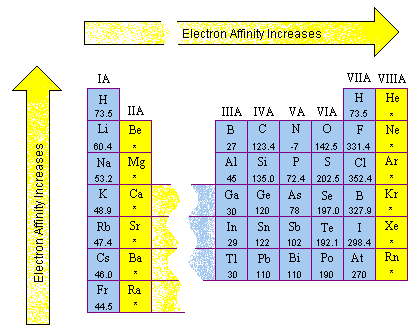 Electron Affinity Increases
Electron Affinity Increases
IA VIIA VIIIA
H H He
73.5 IIA 73.5 *
IIIA IVA VA VIA
Li Be B C N O F Ne
60.4 * 27 123.4 -7 142.5 331.4 *
Na Mg Al Si P S Cl Ar
53.2 * 45 135.0 72.4 202.5 352.4 *
K Ca Ga Ge As Se B Kr
48.9 * 30 120 78 197.0 327.9 *
Rb Sr In Sn Sb Te I Xe
47.4 * 29 122 102 192.1 298.4 *
Cs Ba Tl Pb Bi Po At Rn
46.0 * 30 110 110 190 270 *
Fr Ra
44.5 *